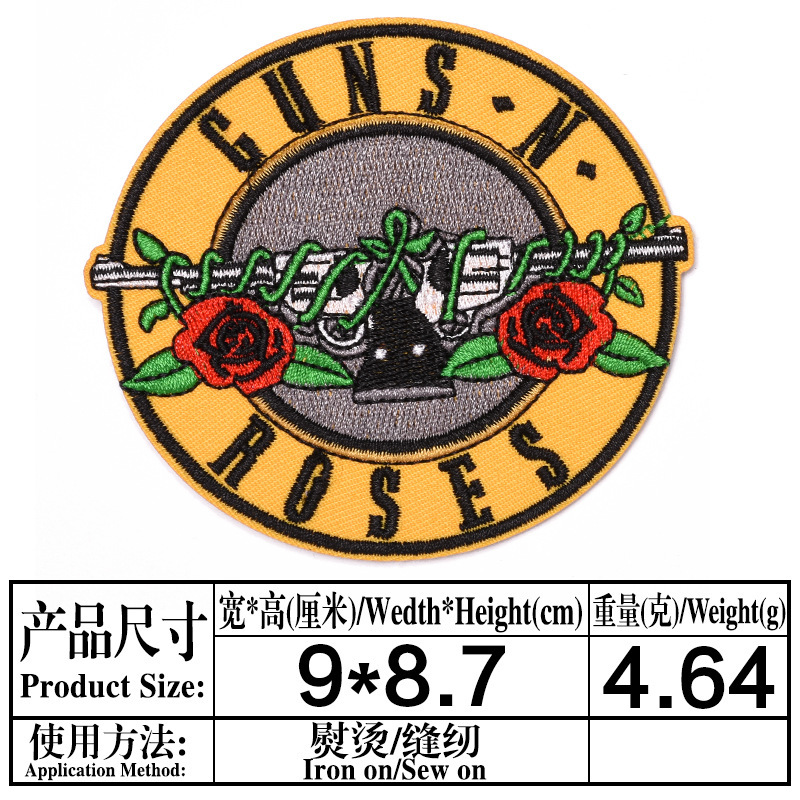 GUNS·N·
ROSES
产品尺寸
Product Size:
宽*高(厘米)/Wedth*Height(cm)
9*8.7
重量(克)/Weight(g)
4.64
使用方法:
Application Method:
熨烫/缝纫
Iron on/Sew on